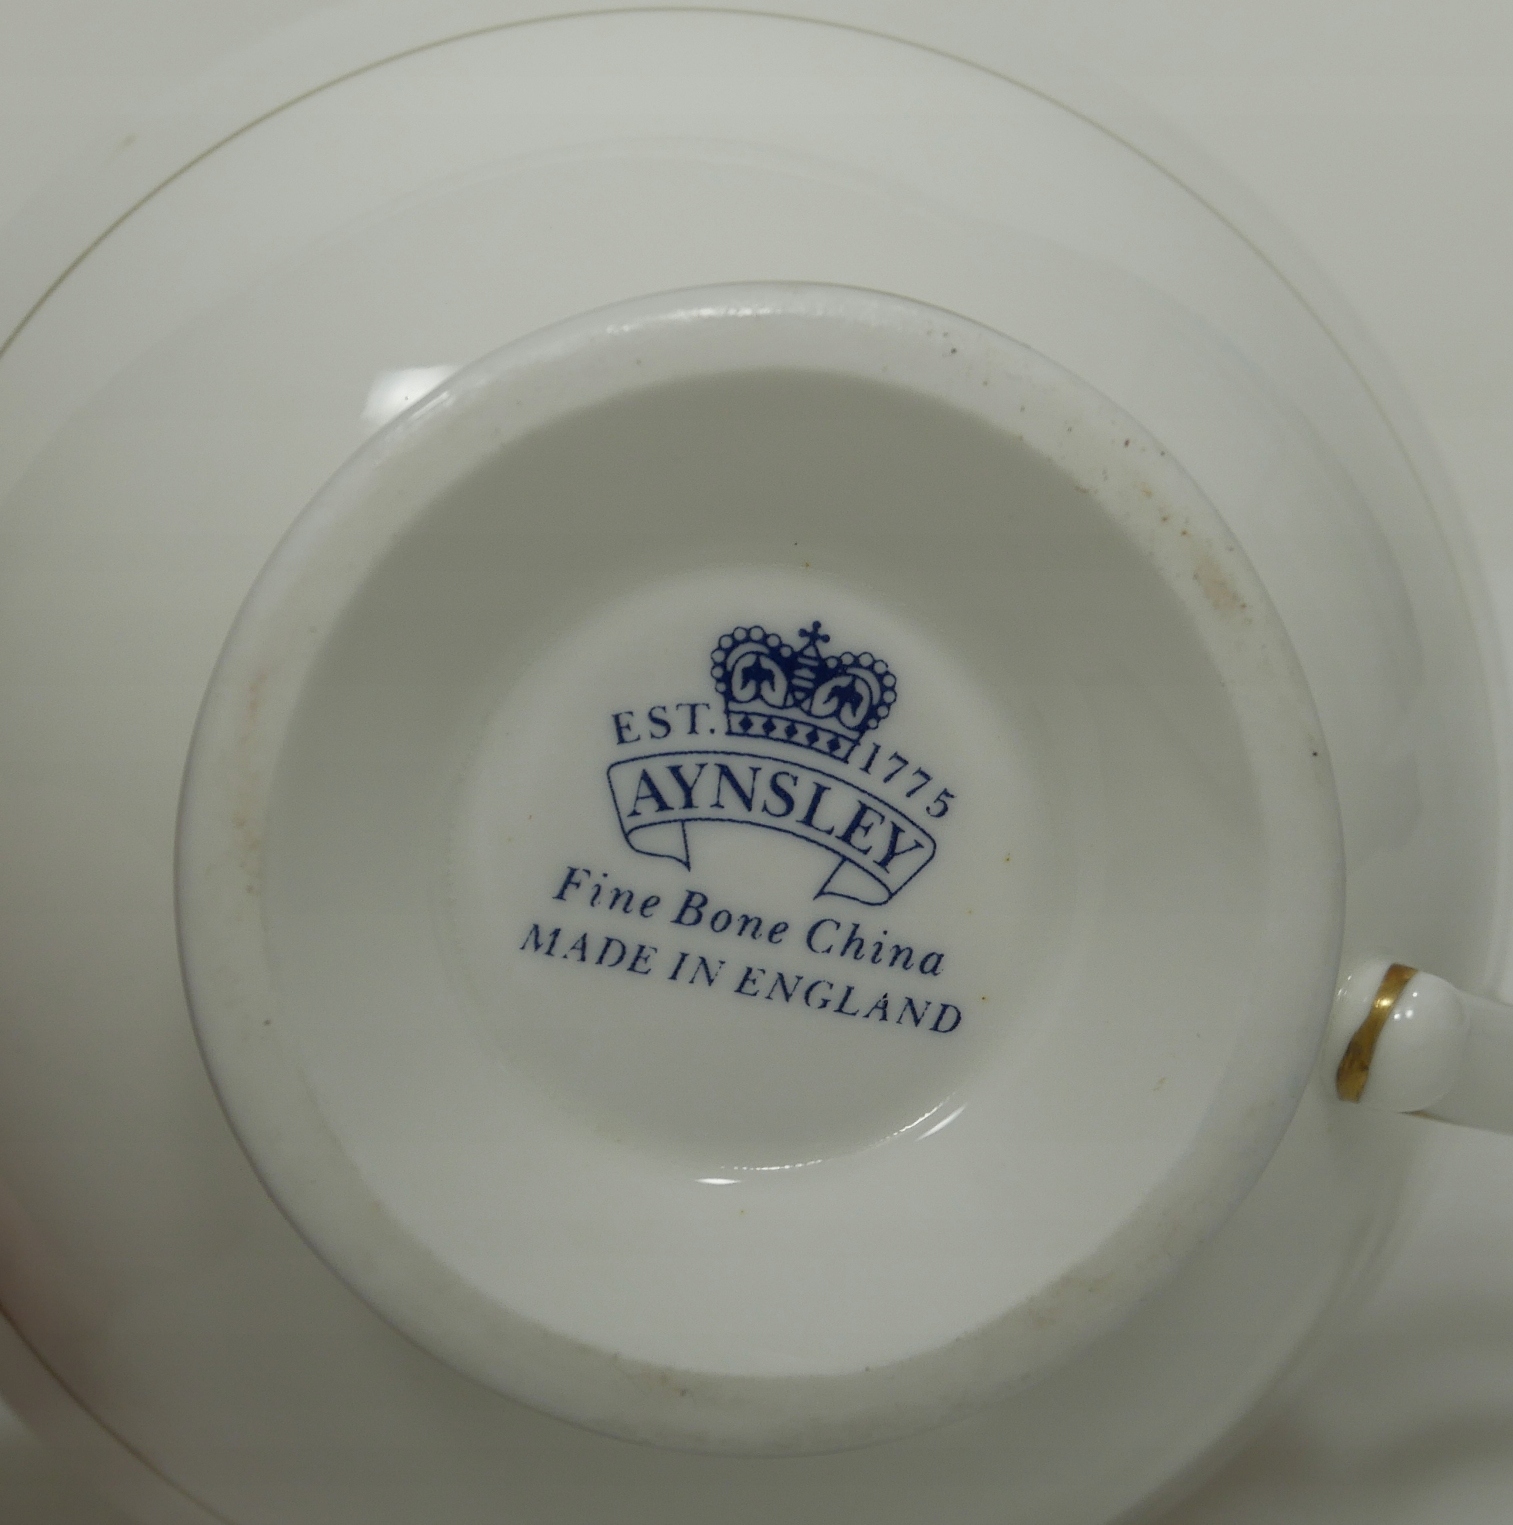 EST. 1775
AYNSLEY
Fine Bone China
MADE IN ENGLAND